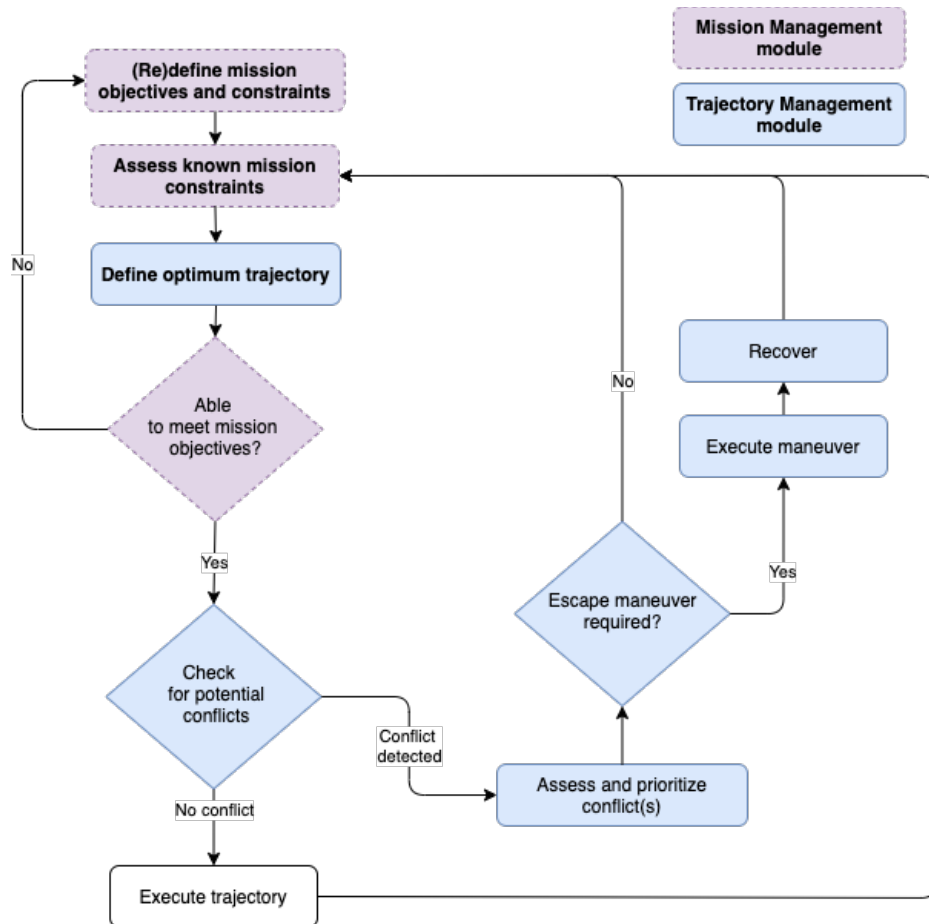 Mission Management
module
Trajectory Management
module
(Re)define mission
objectives and constraints
Assess known mission
constraints
Define optimum trajectory
No
Able
to meet mission
objectives?
Yes
Check
for potential
conflicts
Conflict
detected
No conflict
Execute trajectory
Assess and prioritize
conflict(s)
Escape maneuver
required?
No
Yes
Execute maneuver
Recover